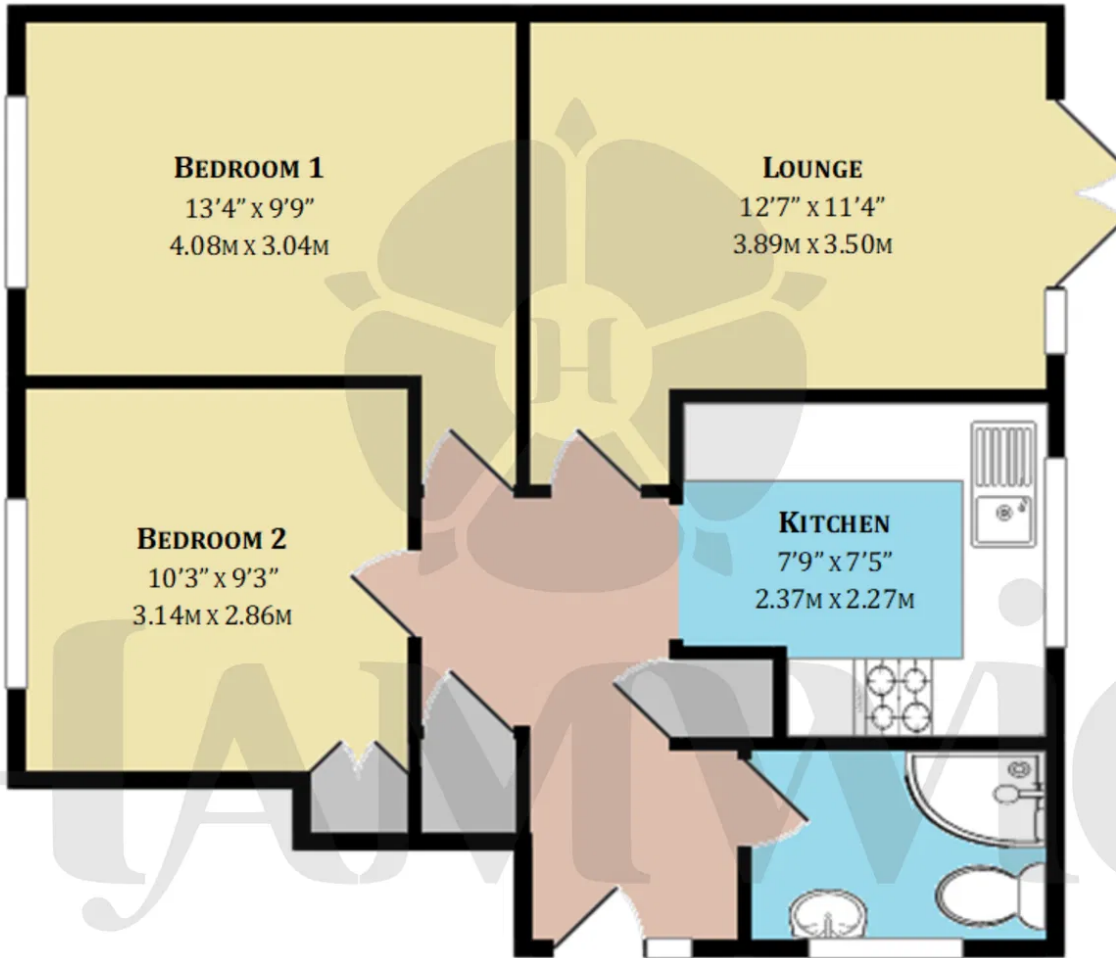 BEDROOM 1
13’4” X 9’9”
4.08M X 3.04M
LOUNGE
12’7” X 11’4”
3.89M X 3.50M
H
BEDROOM 2
10’3” X 9’3”
3.14M X 2.86M
KITCHEN
7’9” X 7’5”
2.37M X 2.27M